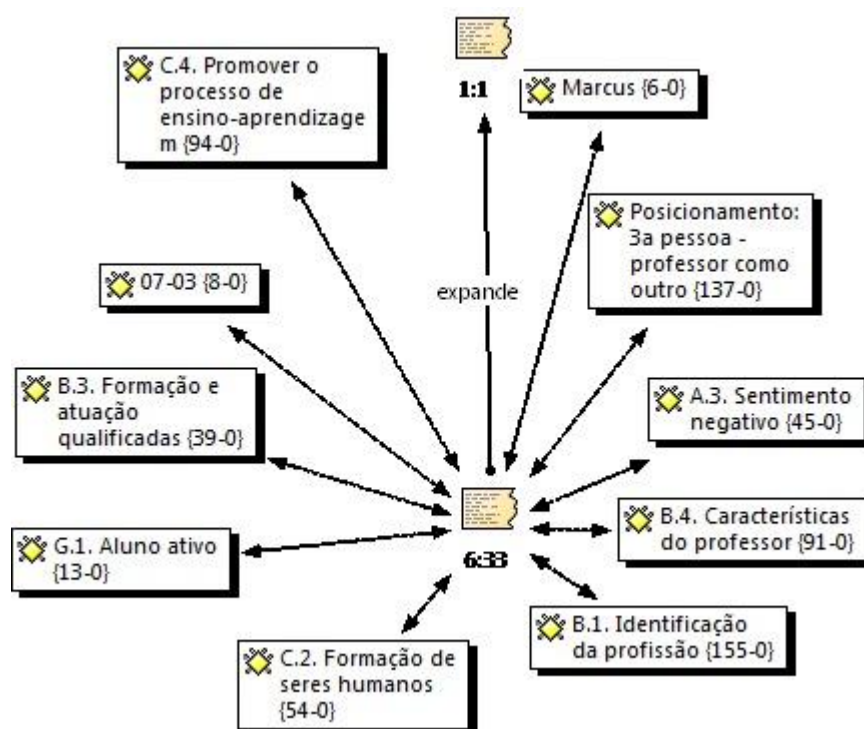 C.4. Promover o
processo de
ensino-aprendizage
m {94-0}
1:1
Marcus {6-0}
Posicionamento:
3a pessoa -
professor como
outro {137-0}
07-03 {8-0}
expande
B.3. Formação e
atuação
qualificadas {39-0}
A.3. Sentimento
negativo {45-0}
G.1. Aluno ativo
{13-0}
6:33
B.4. Características
do professor {91-0}
C.2. Formação de
seres humanos
{54-0}
B.1. Identificação
da profissão {155-0}